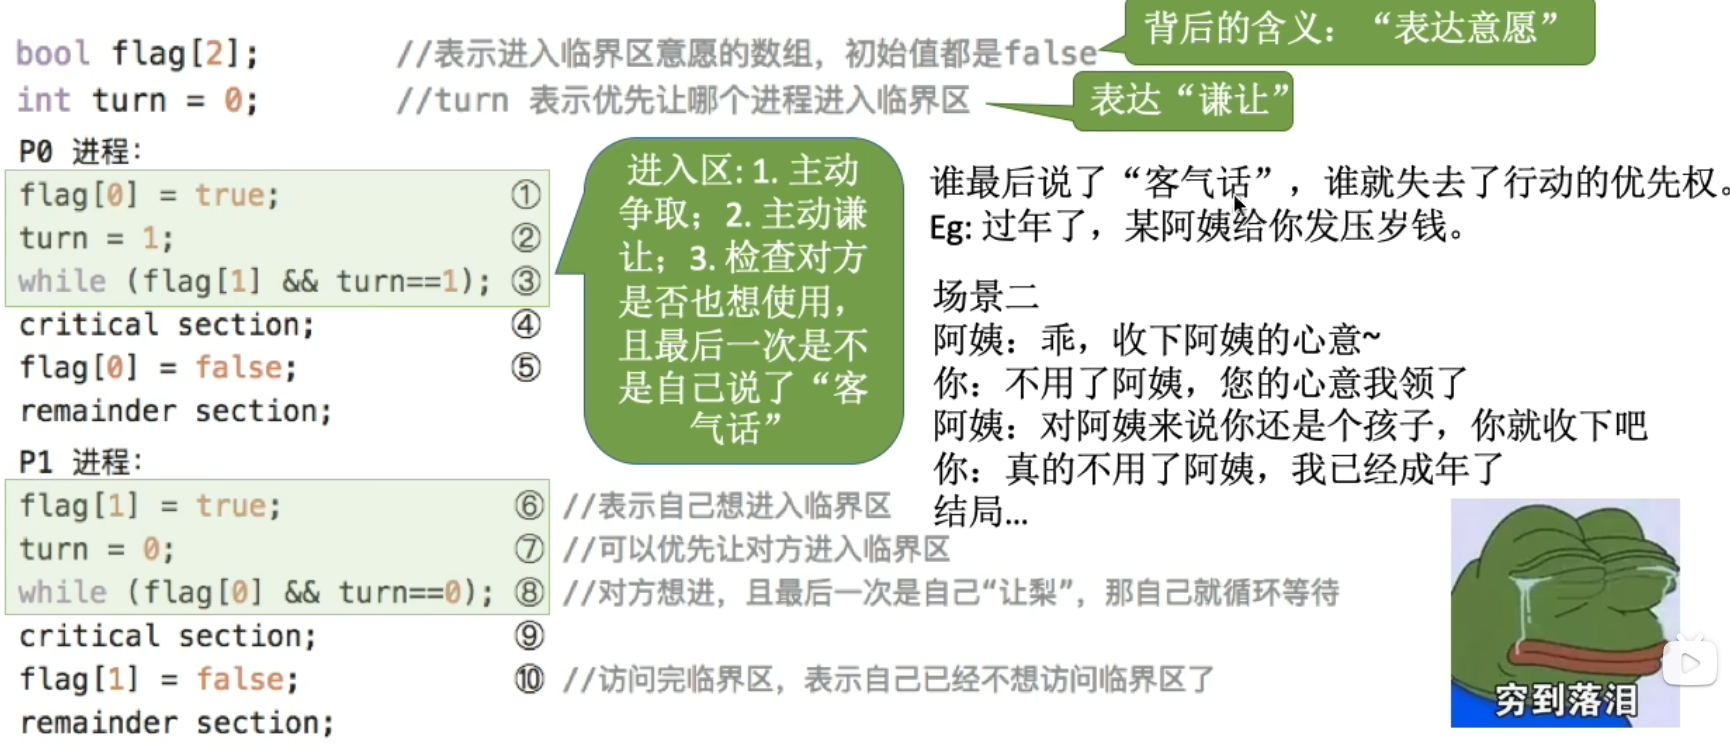 bool flag[2]; //表示进入临界区意愿的数组，初始值都是false
背后的含义：“表达意愿”
int turn = 0; //turn 表示优先让哪个进程进入临界区
表达“谦让”
P0 进程：
flag[0] = true; ①
turn = 1; ②
while (flag[1] && turn==1); ③
critical section; ④
flag[0] = false; ⑤
remainder section;
进入区: 1. 主动
争取；2. 主动谦
让；3. 检查对方
是否也想使用，
且最后一次是不
是自己说了“客
气话”
谁最后说了“客气话”，谁就失去了行动的优先权。
Eg: 过年了，某阿姨给你发压岁钱。
场景二
阿姨：乖，收下阿姨的心意~
你：不用了阿姨，您的心意我领了
阿姨：对阿姨来说你还是个孩子，你就收下吧
你：真的不用了阿姨，我已经成年了
结局...
P1 进程：
flag[1] = true; ⑥ //表示自己想进入临界区
turn = 0; ⑦ //可以优先让对方进入临界区
while (flag[0] && turn==0); ⑧ //对方想进，且最后一次是自己“让梨”，那自己就循环等待
critical section; ⑨
flag[1] = false; ⑩ //访问完临界区，表示自己已经不想访问临界区了
remainder section;
穷到落泪